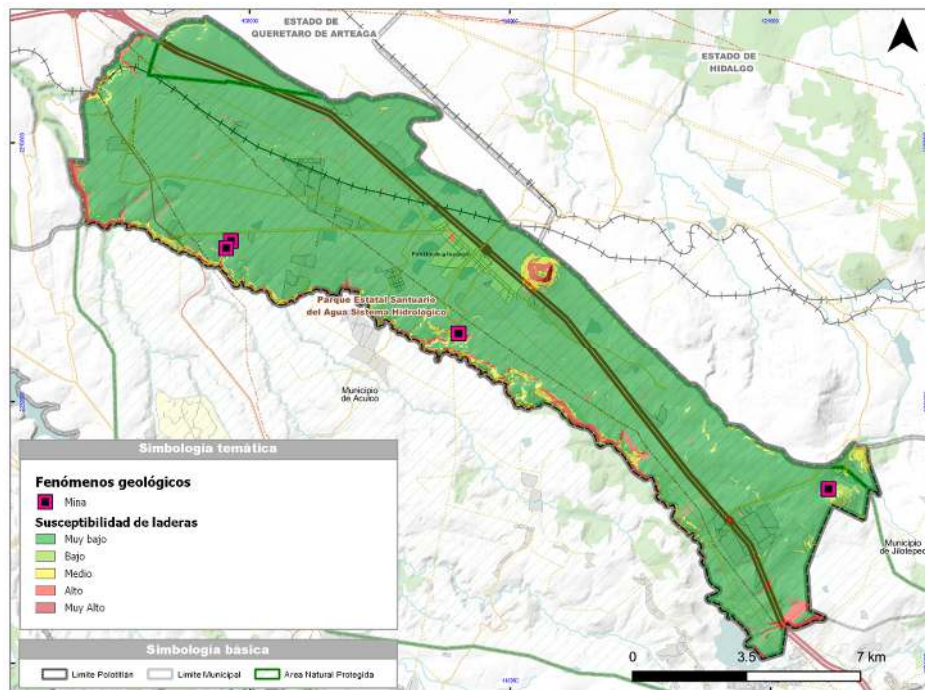 ESTADO DE
QUERETARO DE ARTEAGA
ESTADO DE
HIDALGO
Parque Estatal Santuario
del Agua Sistema Hidrológico
Municipio
de Aculco
Municipio
de Jilotepec
Simbología temática
Fenómenos geológicos
Mina
Susceptibilidad de laderas
Muy bajo
Bajo
Medio
Alto
Muy Alto
Simbología básica
Limite Polotitlán
Limite Municipal
Area Natural Protegida
0
3.5
7 km